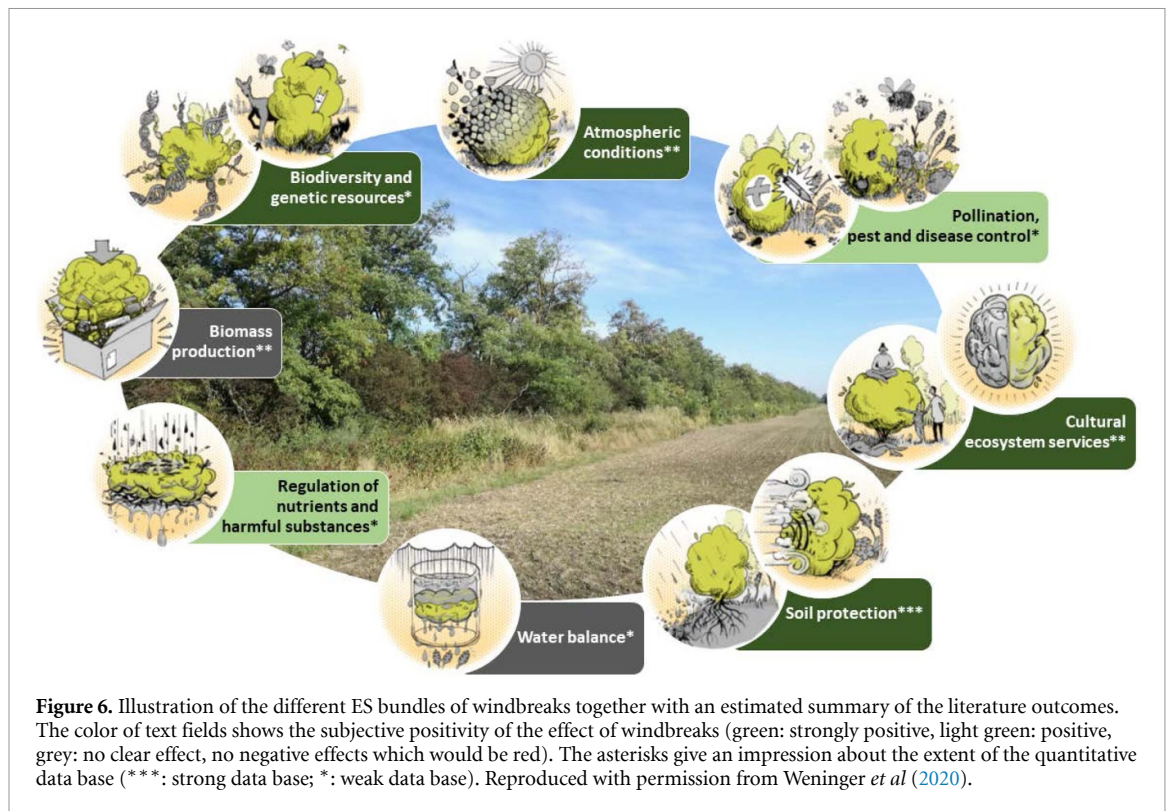 Biodiversity and
genetic resources*
Atmospheric
conditions**
Pollination,
pest and disease control*
Biomass
production**
Cultural
ecosystem services**
Regulation of
nutrients and
harmful substances*
Soil protection***
Water balance*
Figure 6. Illustration of the different ES bundles of windbreaks together with an estimated summary of the literature outcomes.
The color of text fields shows the subjective positivity of the effect of windbreaks (green: strongly positive, light green: positive,
grey: no clear effect, no negative effects which would be red). The asterisks give an impression about the extent of the quantitative
data base (***: strong data base; *: weak data base). Reproduced with permission from Weninger et al (2020).